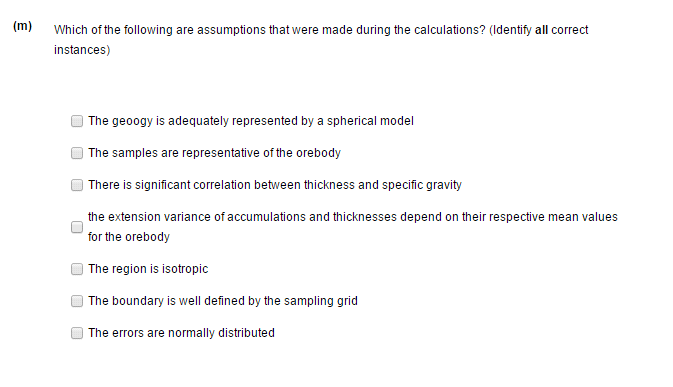 (m) Which of the following are assumptions that were made during the calculations? (Identify all correct
instances)
The geoogy is adequately represented by a spherical model
The samples are representative of the orebody
There is significant correlation between thickness and specific gravity
the extension variance of accumulations and thicknesses depend on their respective mean values
for the orebody
The region is isotropic
The boundary is well defined by the sampling grid
The errors are normally distributed